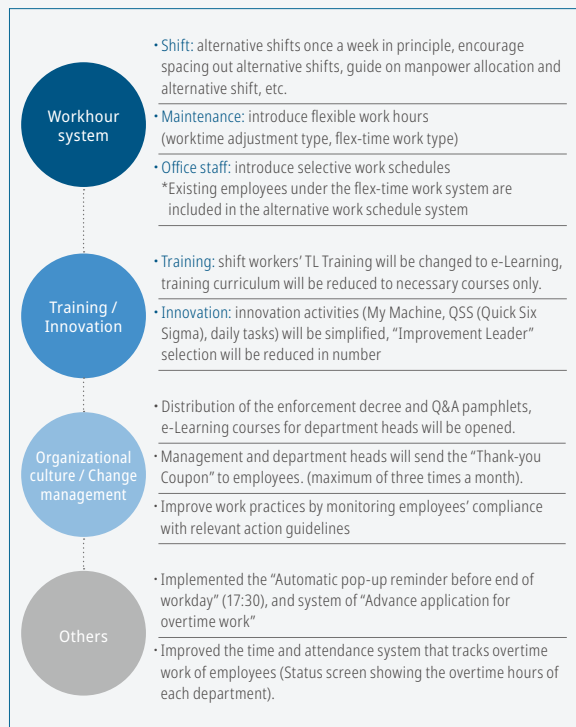 Workhour
system
· Shift: alternative shifts once a week in principle, encourage
spacing out alternative shifts, guide on manpower allocation and
alternative shift, etc.
· Maintenance: introduce flexible work hours
(worktime adjustment type, flex-time work type)
· Office staff: introduce selective work schedules
*Existing employees under the flex-time work system are
included in the alternative work schedule system
Training /
Innovation
· Training: shift workers’ TL Training will be changed to e-Learning,
training curriculum will be reduced to necessary courses only.
· Innovation: innovation activities (My Machine, QSS (Quick Six
Sigma), daily tasks) will be simplified, “Improvement Leader”
selection will be reduced in number
Organizational
culture / Change
management
· Distribution of the enforcement decree and Q&A pamphlets,
e-Learning courses for department heads will be opened.
· Management and department heads will send the “Thank-you
Coupon” to employees. (maximum of three times a month).
· Improve work practices by monitoring employees’ compliance
with relevant action guidelines
Others
· Implemented the “Automatic pop-up reminder before end of
workday” (17:30), and system of “Advance application for
overtime work”
· Improved the time and attendance system that tracks overtime
work of employees (Status screen showing the overtime hours of
each department).